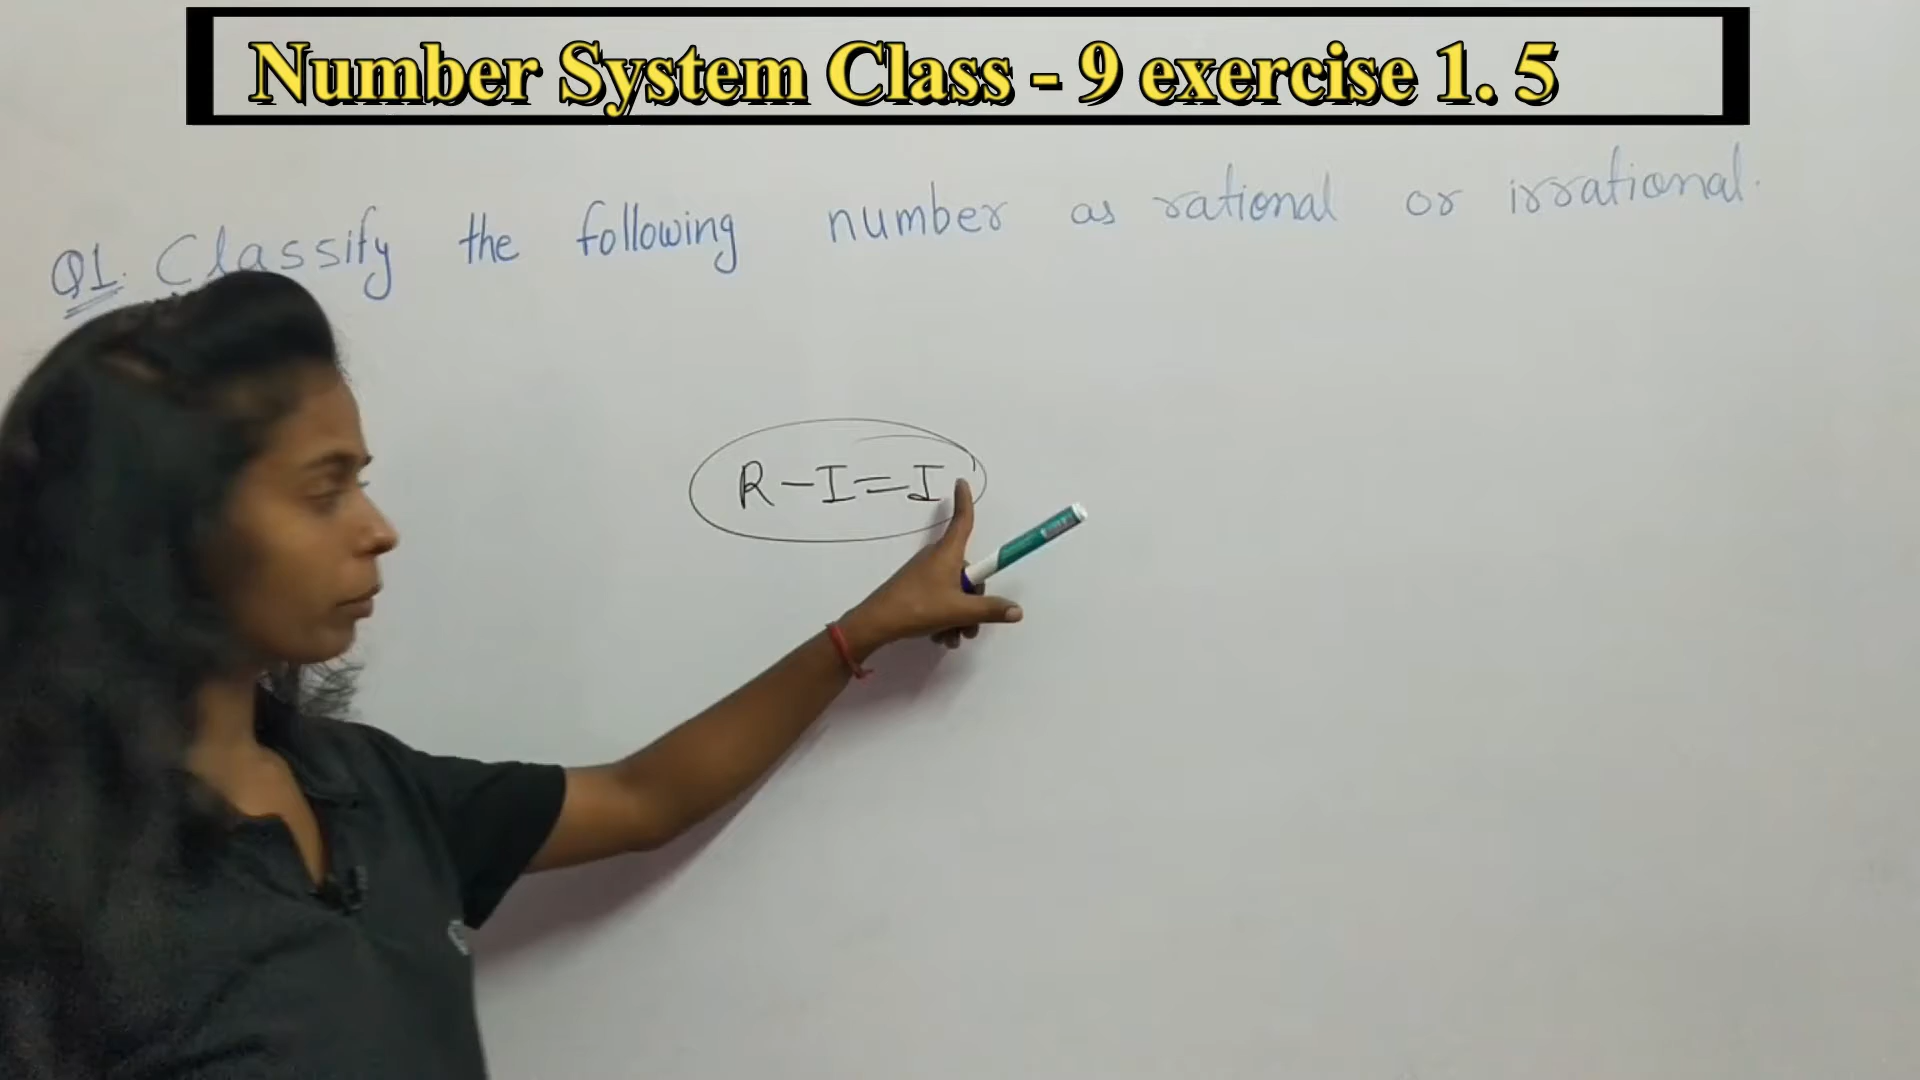 Number System Class - 9 exercise 1. 5
Q1. Classify the following number as rational or irrational.
R - I = I